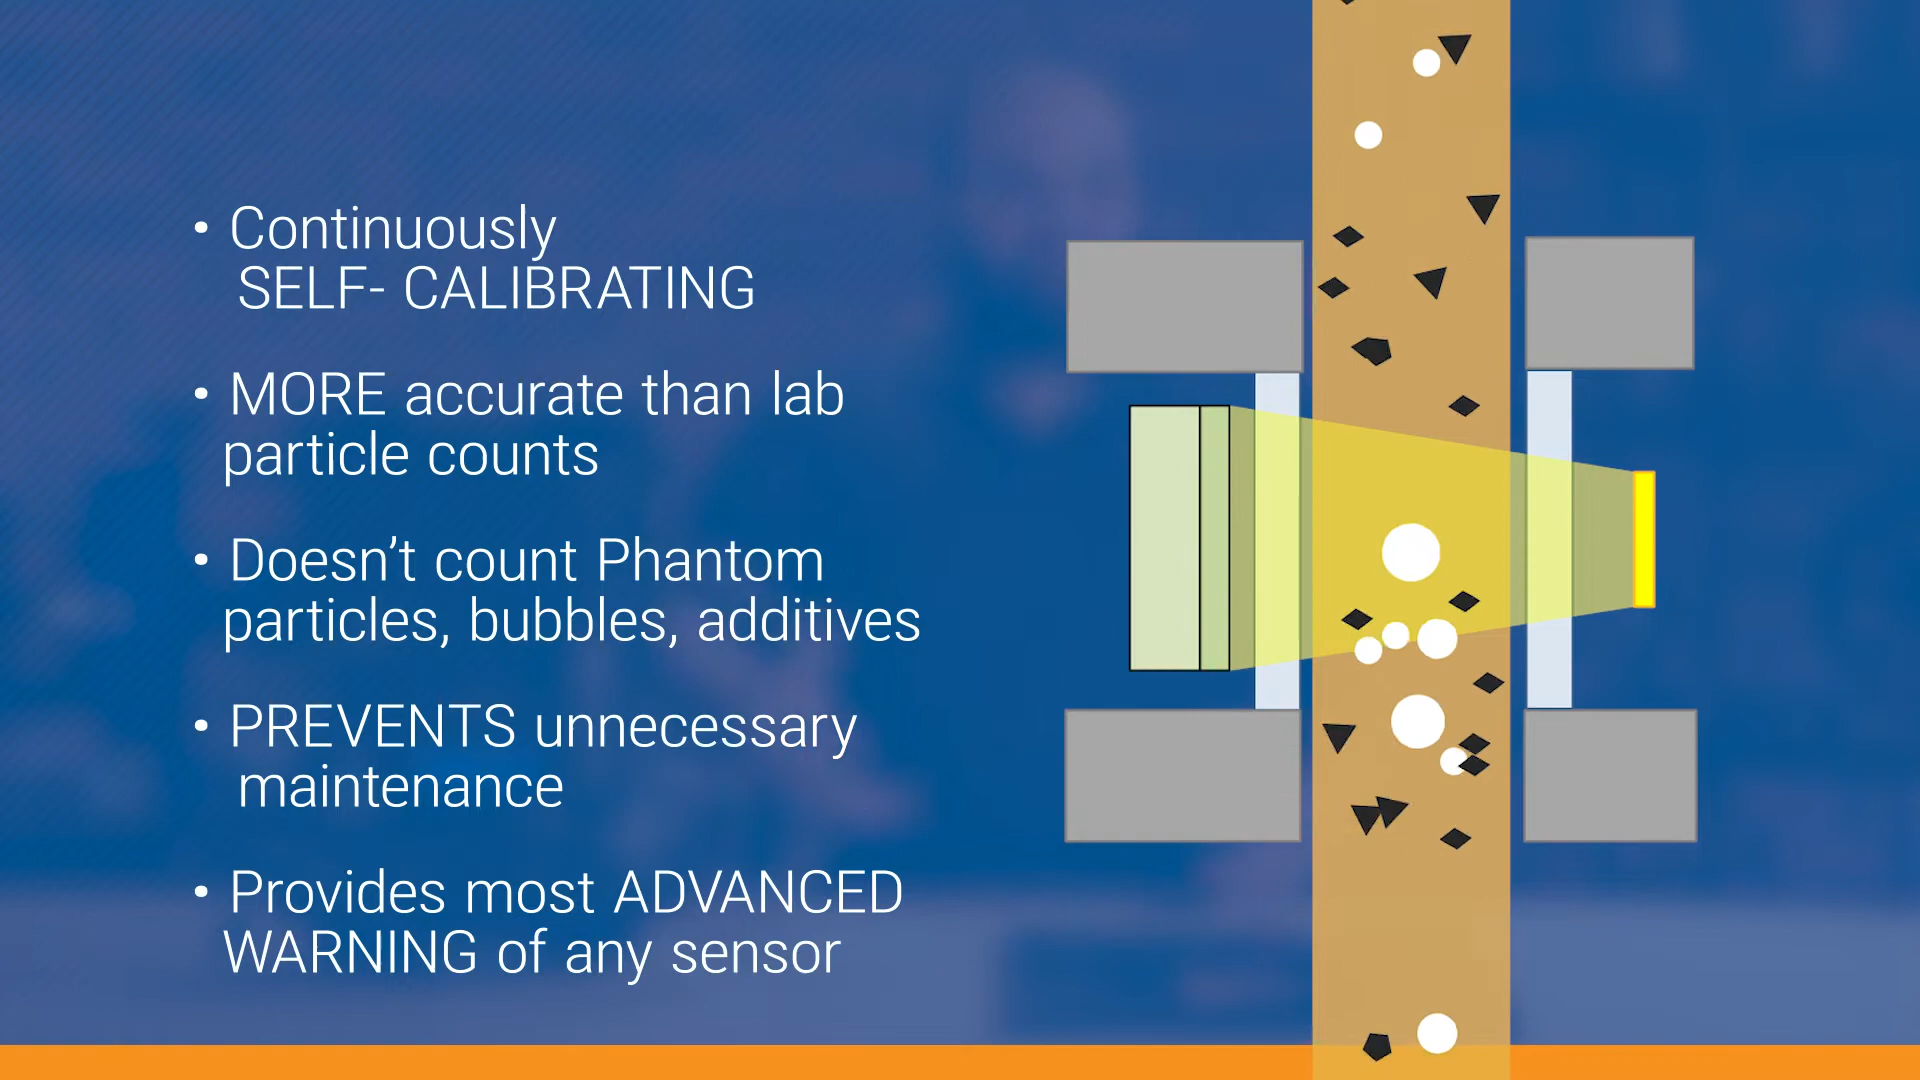 • Continuously
SELF- CALIBRATING
• MORE accurate than lab
particle counts
• Doesn’t count Phantom
particles, bubbles, additives
• PREVENTS unnecessary
maintenance
• Provides most ADVANCED
WARNING of any sensor